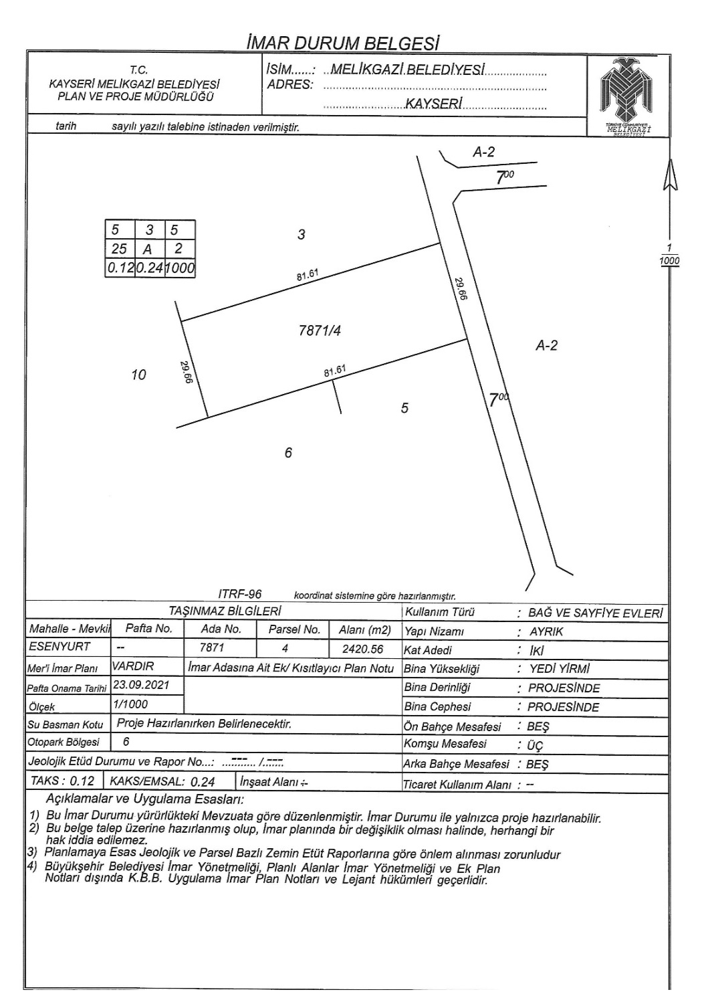 İMAR DURUM BELGESİ
T.C.
KAYSERİ MELİKGAZİ BELEDİYESİ
PLAN VE PROJE MÜDÜRLÜĞÜ
İSİM.....: ..MELİKGAZİ.BELEDİYESİ................
ADRES: ..........................................................
.....................KAYSERİ......................
TÜRKİYE CUMHURİYETİ
MELİKGAZİ
BELEDİYESİ
tarih sayılı yazılı talebine istinaden verilmiştir.
A-2
7⁰⁰
5 3 5
25 A 2
0.12 0.24 1000
3
1
1000
81.61
29.66
7871/4
A-2
10
29.66
81.61
7⁰⁰
5
6
ITRF-96 koordinat sistemine göre hazırlanmıştır.
TAŞINMAZ BİLGİLERİ
Mahalle - Mevkii Pafta No. Ada No. Parsel No. Alanı (m2)
ESENYURT -- 7871 4 2420.56
Mer'i İmar Planı VARDIR İmar Adasına Ait Ek/ Kısıtlayıcı Plan Notu
Pafta Onama Tarihi 23.09.2021
Ölçek 1/1000
Su Basman Kotu Proje Hazırlanırken Belirlenecektir.
Otopark Bölgesi 6
Jeolojik Etüd Durumu ve Rapor No...: ..---.. /.---.
TAKS : 0.12 KAKS/EMSAL: 0.24 İnşaat Alanı :-
Kullanım Türü : BAĞ VE SAYFİYE EVLERİ
Yapı Nizamı : AYRIK
Kat Adedi : İKİ
Bina Yüksekliği : YEDİ YİRMİ
Bina Derinliği : PROJESİNDE
Bina Cephesi : PROJESİNDE
Ön Bahçe Mesafesi : BEŞ
Komşu Mesafesi : ÜÇ
Arka Bahçe Mesafesi : BEŞ
Ticaret Kullanım Alanı : --
Açıklamalar ve Uygulama Esasları:
1) Bu İmar Durumu yürürlükteki Mevzuata göre düzenlenmiştir. İmar Durumu ile yalnızca proje hazırlanabilir.
2) Bu belge talep üzerine hazırlanmış olup, İmar planında bir değişiklik olması halinde, herhangi bir
hak iddia edilemez.
3) Planlamaya Esas Jeolojik ve Parsel Bazlı Zemin Etüt Raporlarına göre önlem alınması zorunludur
4) Büyükşehir Belediyesi İmar Yönetmeliği, Planlı Alanlar İmar Yönetmeliği ve Ek Plan
Notları dışında K.B.B. Uygulama İmar Plan Notları ve Lejant hükümleri geçerlidir.